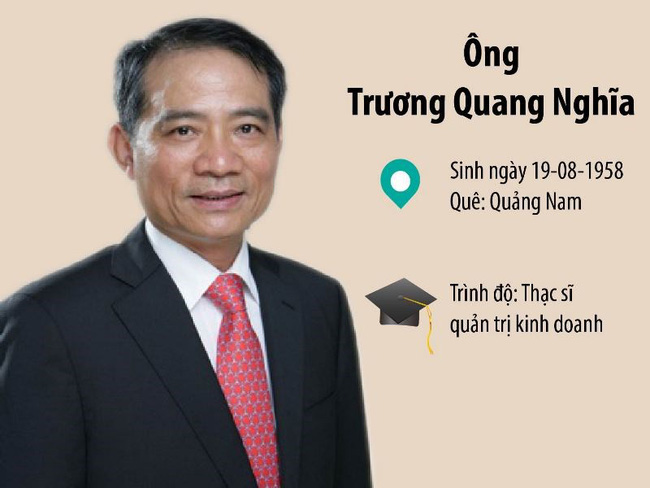 Ông
Trương Quang Nghĩa
Sinh ngày 19-08-1958
Quê: Quảng Nam
Trình độ: Thạc sĩ
quản trị kinh doanh